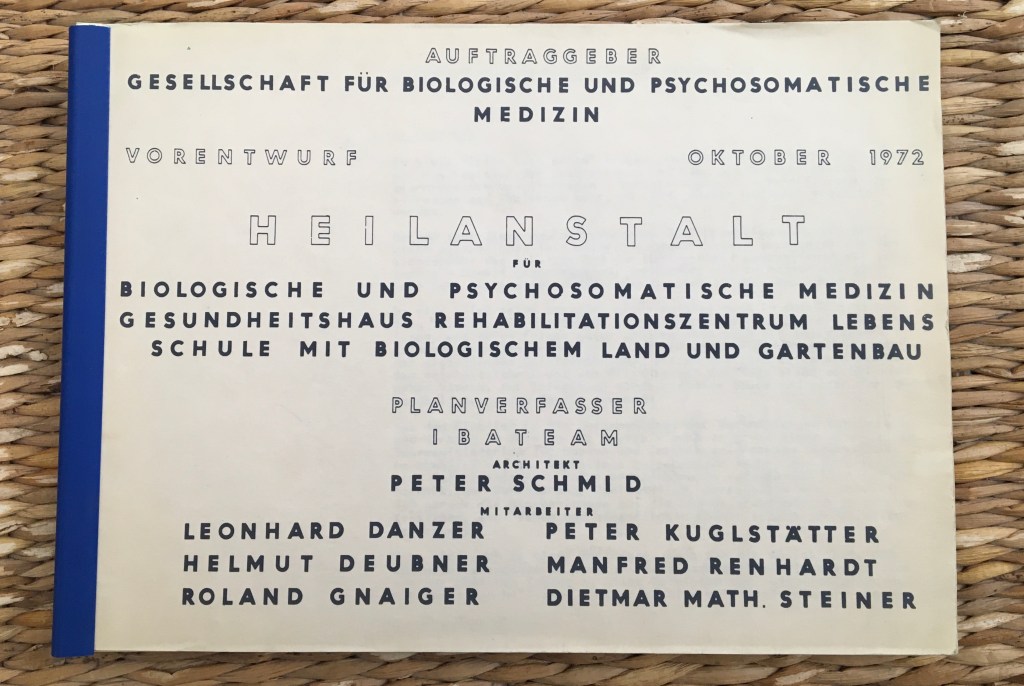 AUFTRAGGEBER
GESELLSCHAFT FÜR BIOLOGISCHE UND PSYCHOSOMATISCHE
MEDIZIN
VORENTWURF OKTOBER 1972
HEILANSTALT
FÜR
BIOLOGISCHE UND PSYCHOSOMATISCHE MEDIZIN
GESUNDHEITSHAUS REHABILITATIONSZENTRUM LEBENS
SCHULE MIT BIOLOGISCHEM LAND UND GARTENBAU
PLANVERFASSER
IBATEAM
ARCHITEKT
PETER SCHMID
MITARBEITER
LEONHARD DANZER PETER KUGLSTÄTTER
HELMUT DEUBNER MANFRED RENHARDT
ROLAND GNAIGER DIETMAR MATH. STEINER